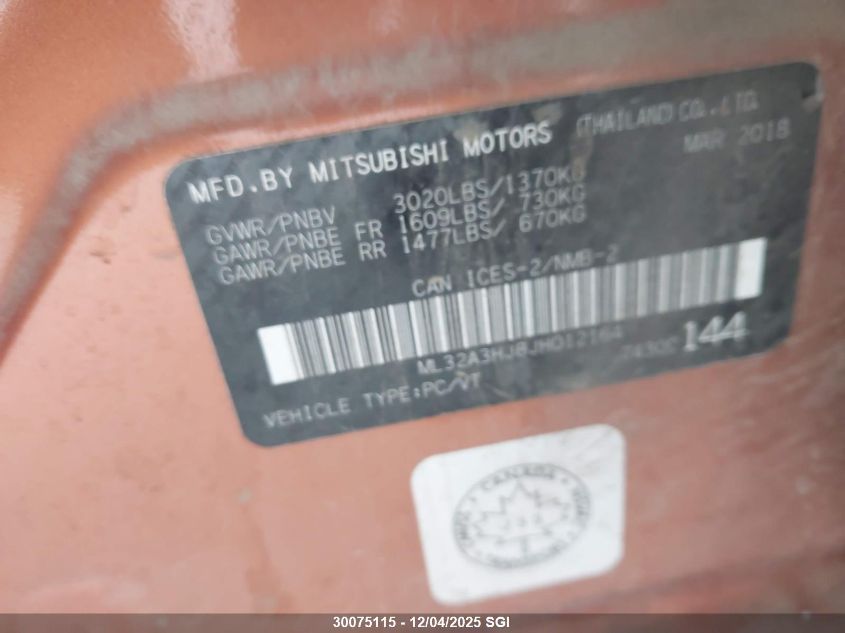 MFD.BY MITSUBISHI MOTORS (THAILAND) CO.,LTD.
MAR 2018
GVWR/PNBV 3020LBS/1370KG
GAWR/PNBE FR 1609LBS/ 730KG
GAWR/PNBE RR 1477LBS/ 670KG
CAN ICES-2/NMB-2
ML32A3HJ8JH012164
7430C 144
VEHICLE TYPE:PC/VT
CANADA
30075115 - 12/04/2025 SGI